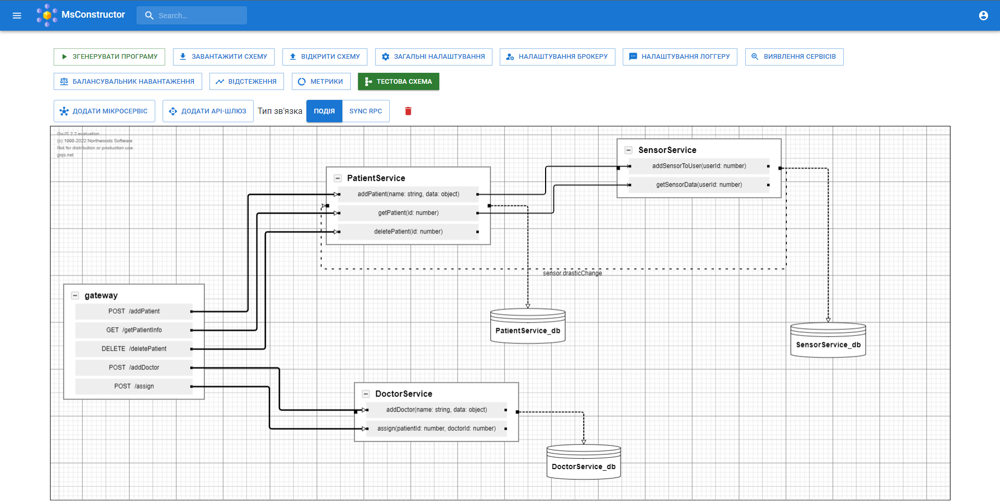 MsConstructor
Search...
ЗГЕНЕРУВАТИ ПРОГРАМУ
ЗАВАНТАЖИТИ СХЕМУ
ВІДКРИТИ СХЕМУ
ЗАГАЛЬНІ НАЛАШТУВАННЯ
НАЛАШТУВАННЯ БРОКЕРУ
НАЛАШТУВАННЯ ЛОГГЕРУ
ВИЯВЛЕННЯ СЕРВІСІВ
БАЛАНСУВАЛЬНИК НАВАНТАЖЕННЯ
ВІДСТЕЖЕННЯ
МЕТРИКИ
ТЕСТОВА СХЕМА
ДОДАТИ МІКРОСЕРВІС
ДОДАТИ API-ШЛЮЗ
Тип зв'язка
ПОДІЯ
SYNC RPC
GoJS 2.2 evaluation
(c) 1998-2022 Northwoods Software
Not for distribution or production use
gojs.net
SensorService
addSensorToUser(userId: number)
getSensorData(userId: number)
PatientService
addPatient(name: string, data: object)
getPatient(id: number)
deletePatient(id: number)
sensor.drasticChange
gateway
POST /addPatient
GET /getPatientInfo
DELETE /deletePatient
POST /addDoctor
POST /assign
PatientService_db
SensorService_db
DoctorService
addDoctor(name: string, data: object)
assign(patientId: number, doctorId: number)
DoctorService_db